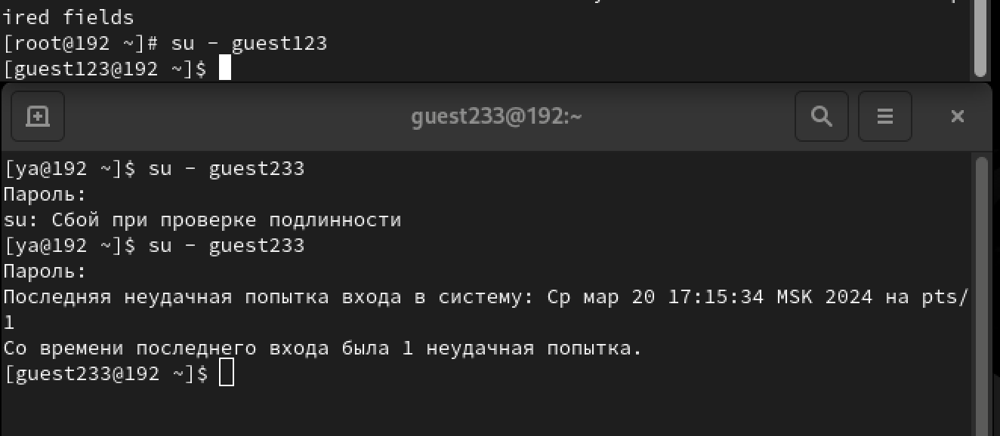 ired fields
[root@192 ~]# su - guest123
[guest123@192 ~]$
guest233@192:~
[ya@192 ~]$ su - guest233
Пароль:
su: Сбой при проверке подлинности
[ya@192 ~]$ su - guest233
Пароль:
Последняя неудачная попытка входа в систему: Ср мар 20 17:15:34 MSK 2024 на pts/
1
Со времени последнего входа была 1 неудачная попытка.
[guest233@192 ~]$